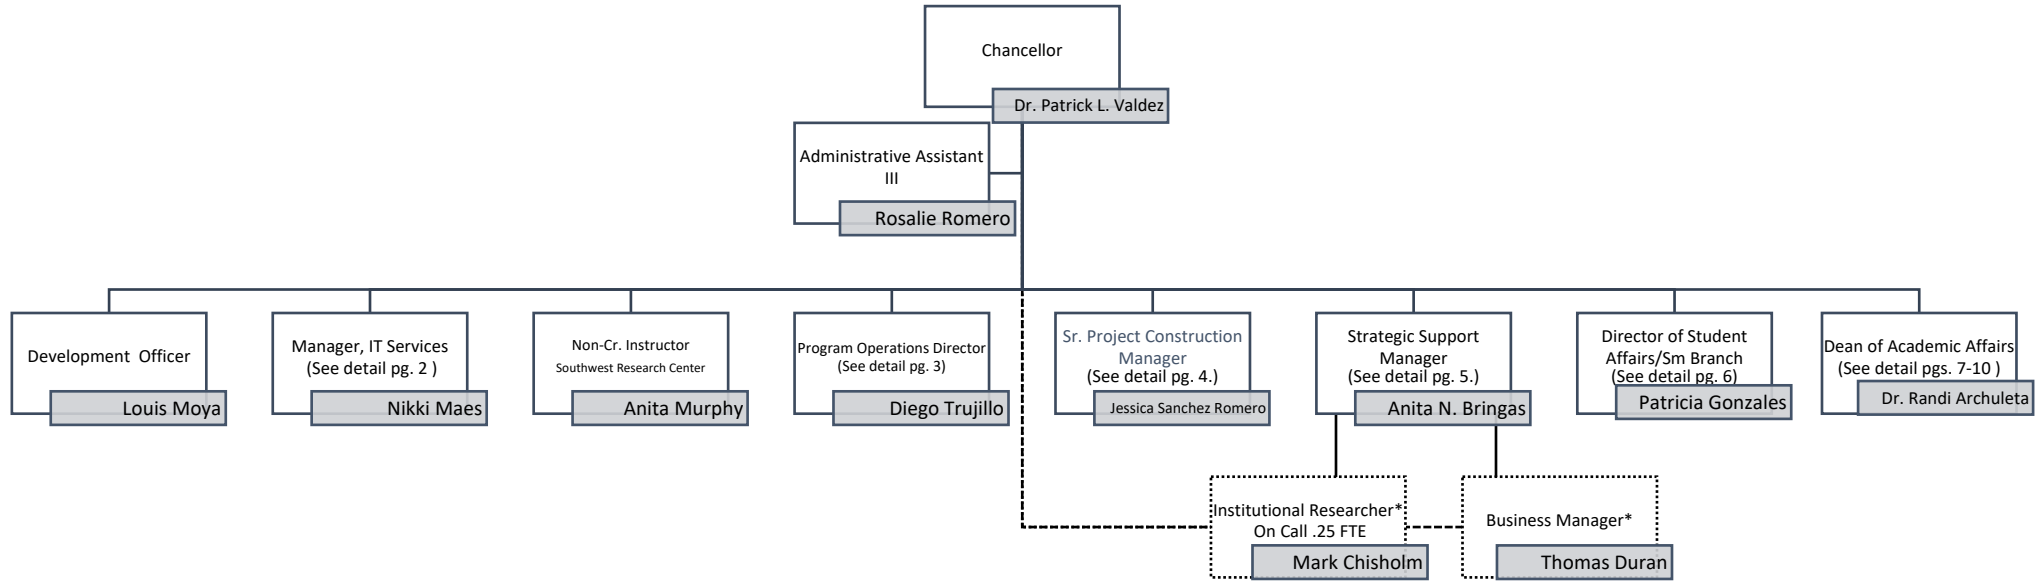 Chancellor
Dr. Patrick L. Valdez
Administrative Assistant
III
Rosalie Romero
Development Officer
Louis Moya
Manager, IT Services
(See detail pg. 2 )
Nikki Maes
Non-Cr. Instructor
Southwest Research Center
Anita Murphy
Program Operations Director
(See detail pg. 3)
Diego Trujillo
Sr. Project Construction
Manager
(See detail pg. 4.)
Jessica Sanchez Romero
Strategic Support
Manager
(See detail pg. 5.)
Anita N. Bringas
Director of Student
Affairs/Sm Branch
(See detail pg. 6)
Patricia Gonzales
Dean of Academic Affairs
(See detail pgs. 7-10 )
Dr. Randi Archuleta
Institutional Researcher*
On Call .25 FTE
Mark Chisholm
Business Manager*
Thomas Duran